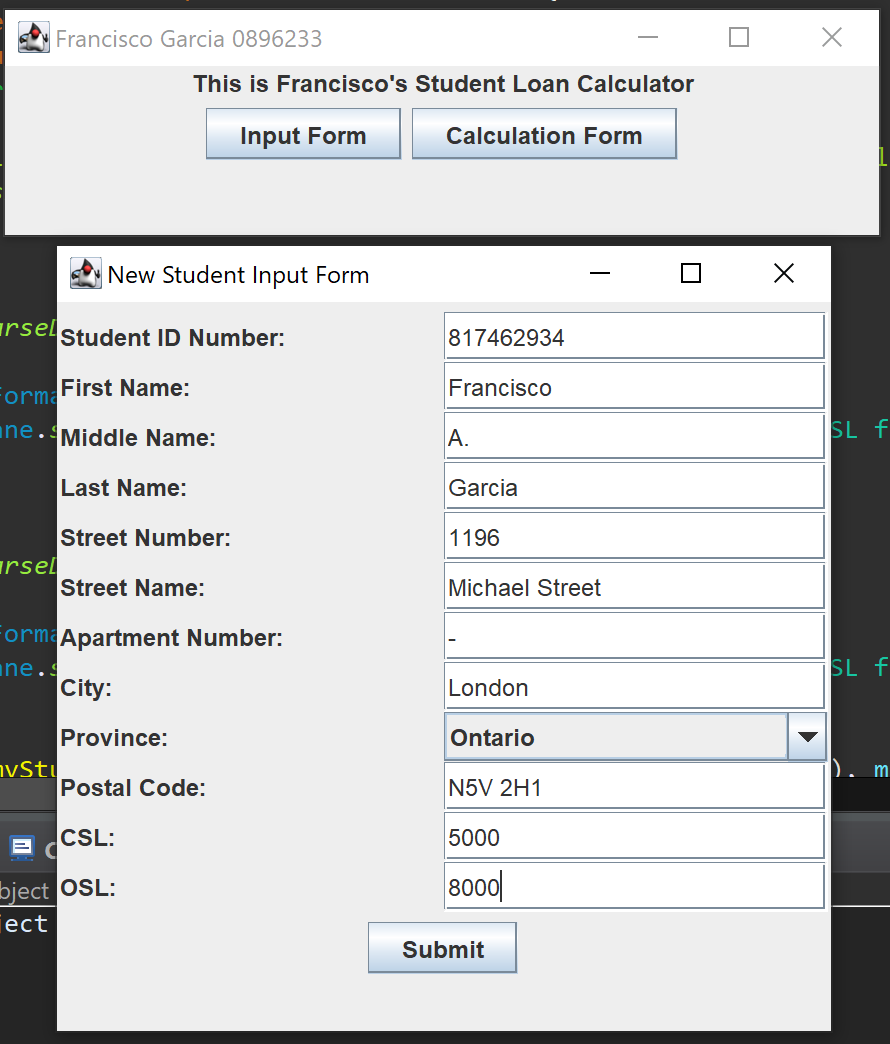 Francisco Garcia 0896233
This is Francisco's Student Loan Calculator
Input Form Calculation Form
New Student Input Form
Student ID Number: 817462934
First Name: Francisco
Middle Name: A.
Last Name: Garcia
Street Number: 1196
Street Name: Michael Street
Apartment Number: -
City: London
Province: Ontario
Postal Code: N5V 2H1
CSL: 5000
OSL: 8000
Submit